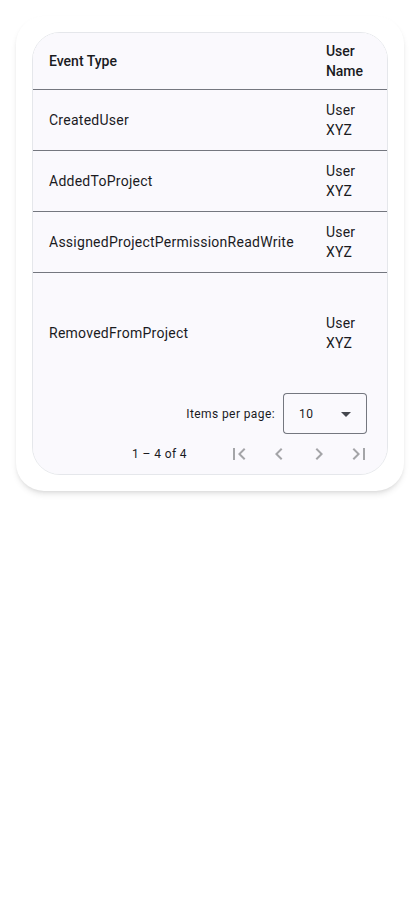 Event Type
User
Name
CreatedUser
User
XYZ
AddedToProject
User
XYZ
AssignedProjectPermissionReadWrite
User
XYZ
RemovedFromProject
User
XYZ
Items per page: 10
1 – 4 of 4